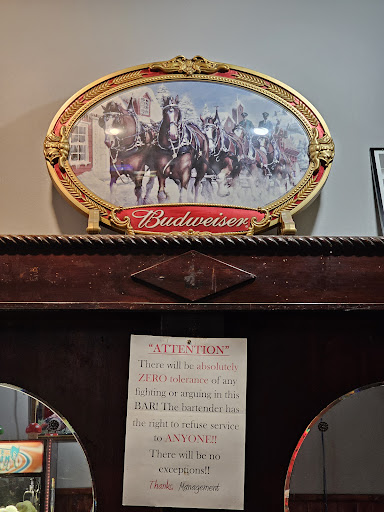 Budweiser
"ATTENTION"
There will be absolutely
ZERO tolerance of any
fighting or arguing in this
BAR! The bartender has
the right to refuse service
to ANYONE!!
There will be no
exceptions!!
Thanks, Management